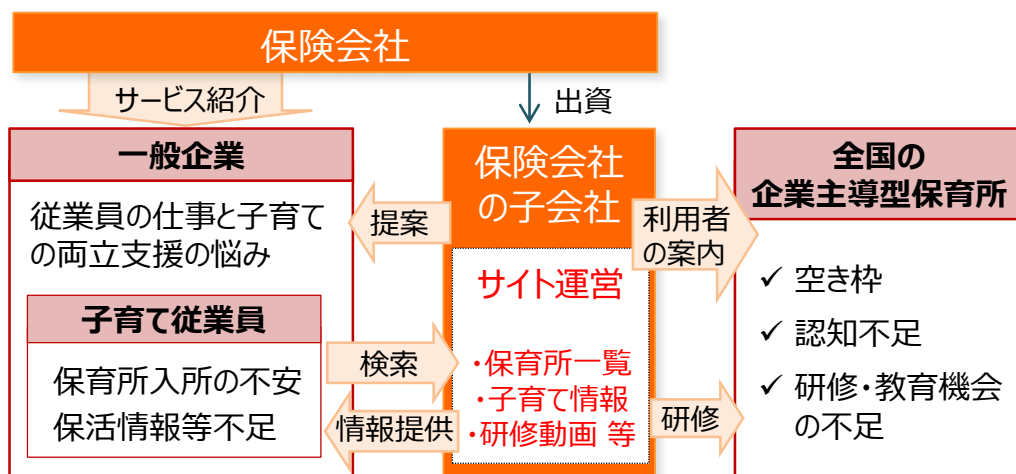 保険会社
サービス紹介
出資
一般企業
従業員の仕事と子育て
の両立支援の悩み
子育て従業員
保育所入所の不安
保活情報等不足
提案
検索
情報提供
保険会社
の子会社
サイト運営
・保育所一覧
・子育て情報
・研修動画 等
利用者
の案内
研修
全国の
企業主導型保育所
✓ 空き枠
✓ 認知不足
✓ 研修・教育機会
の不足